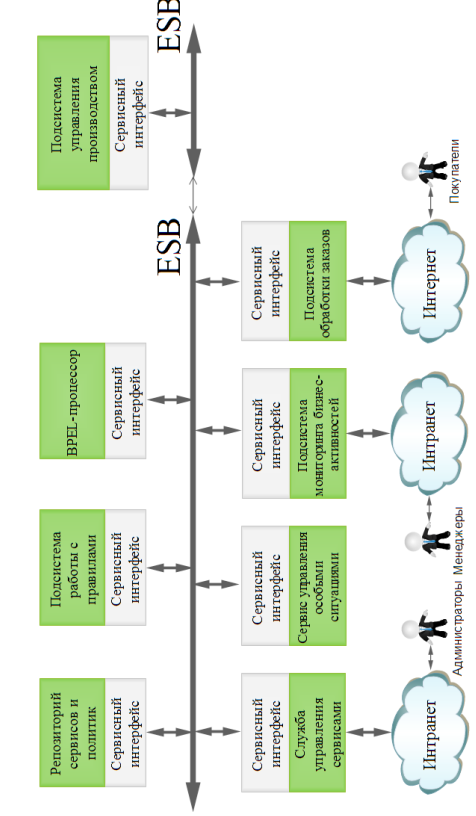 Репозиторий
сервисов и
политик
Сервисный
интерфейс
Подсистема
работы с
правилами
Сервисный
интерфейс
BPEL-процессор
Сервисный
интерфейс
Подсистема
управления
производством
Сервисный
интерфейс
ESB
ESB
Сервисный
интерфейс
Служба
управления
сервисами
Сервисный
интерфейс
Сервис управления
особыми
ситуациями
Сервисный
интерфейс
Подсистема
мониторинга бизнес-
активностей
Сервисный
интерфейс
Подсистема
обработки заказов
Интранет
Администраторы
Менеджеры
Интранет
Интернет
Покупатели